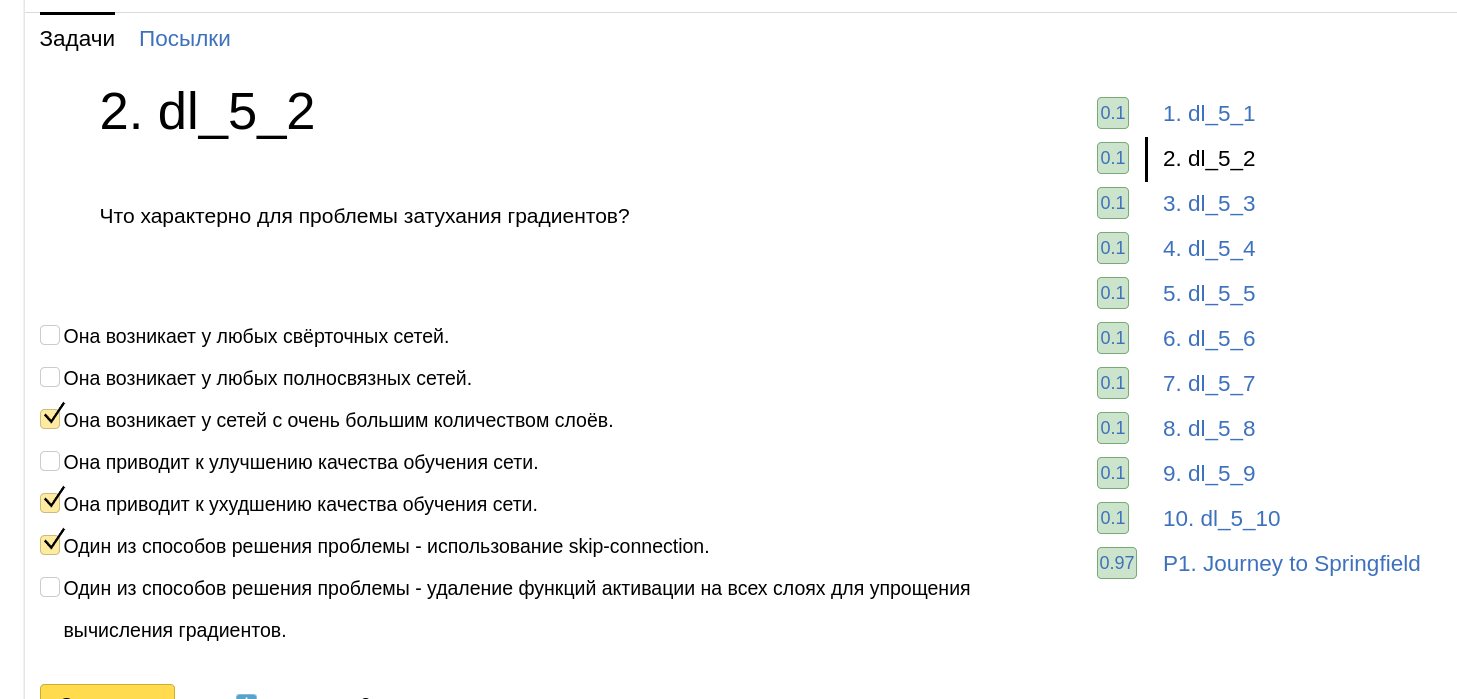 Задачи
Посылки
2. dl_5_2
Что характерно для проблемы затухания градиентов?
Она возникает у любых свёрточных сетей.
Она возникает у любых полносвязных сетей.
Она возникает у сетей с очень большим количеством слоёв.
Она приводит к улучшению качества обучения сети.
Она приводит к ухудшению качества обучения сети.
Один из способов решения проблемы - использование skip-connection.
Один из способов решения проблемы - удаление функций активации на всех слоях для упрощения
вычисления градиентов.
0.1 1. dl_5_1
0.1 2. dl_5_2
0.1 3. dl_5_3
0.1 4. dl_5_4
0.1 5. dl_5_5
0.1 6. dl_5_6
0.1 7. dl_5_7
0.1 8. dl_5_8
0.1 9. dl_5_9
0.1 10. dl_5_10
0.97 P1. Journey to Springfield